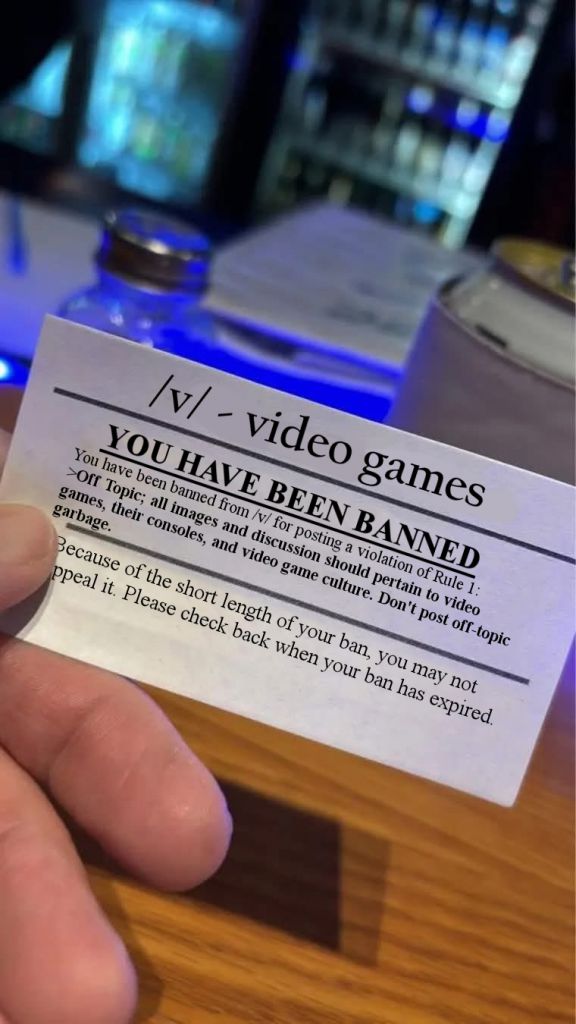 /v/ - video games
YOU HAVE BEEN BANNED
You have been banned from /v/ for posting a violation of Rule 1:
>Off Topic; all images and discussion should pertain to video
games, their consoles, and video game culture. Don't post off-topic
garbage.
Because of the short length of your ban, you may not
ppeal it. Please check back when your ban has expired.